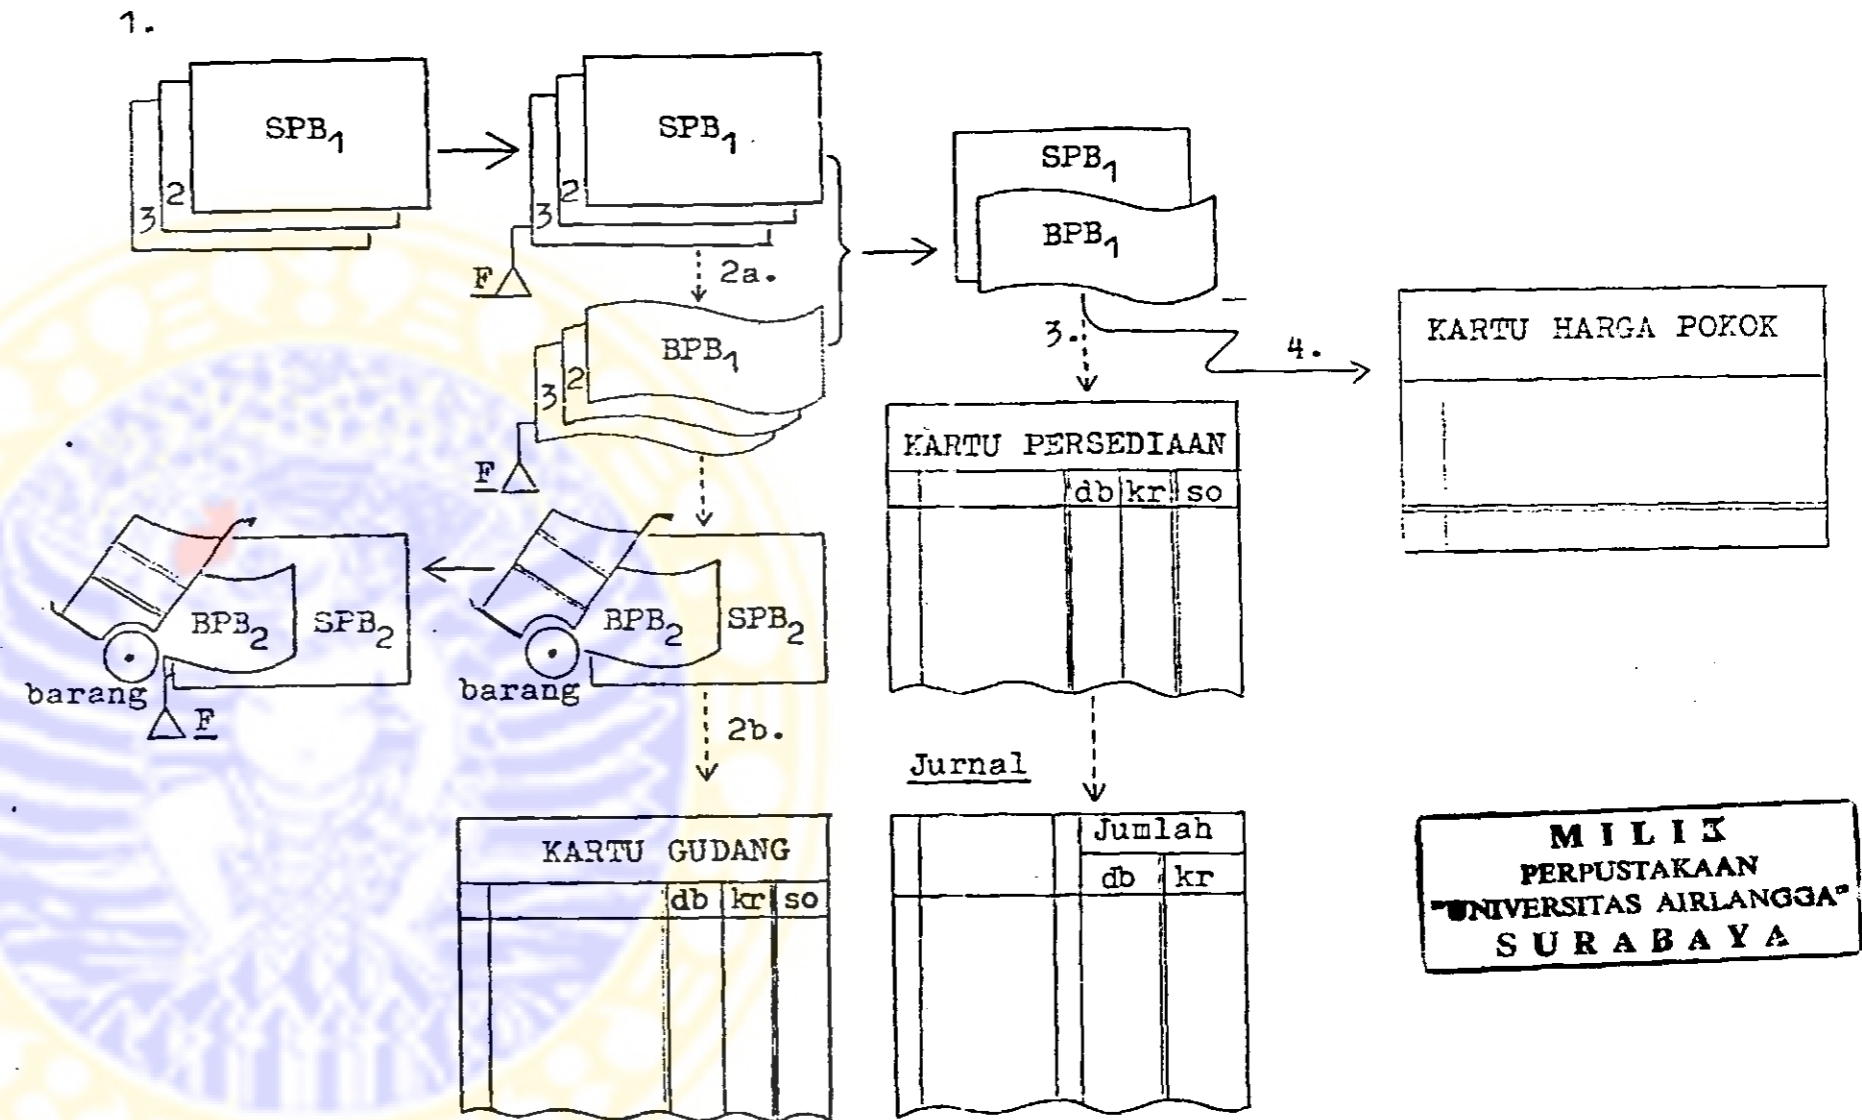 1.
SPB1
2
3
SPB1
2
3
F
2a.
BPB1
2
3
F
SPB1
BPB1
3.
4.
KARTU HARGA POKOK
KARTU PERSEDIAAN
db kr so
BPB2 SPB2
barang
F
BPB2 SPB2
barang
2b.
KARTU GUDANG
db kr so
Jurnal
Jumlah
db kr
MILIK
PERPUSTAKAAN
"UNIVERSITAS AIRLANGGA"
SURABAYA